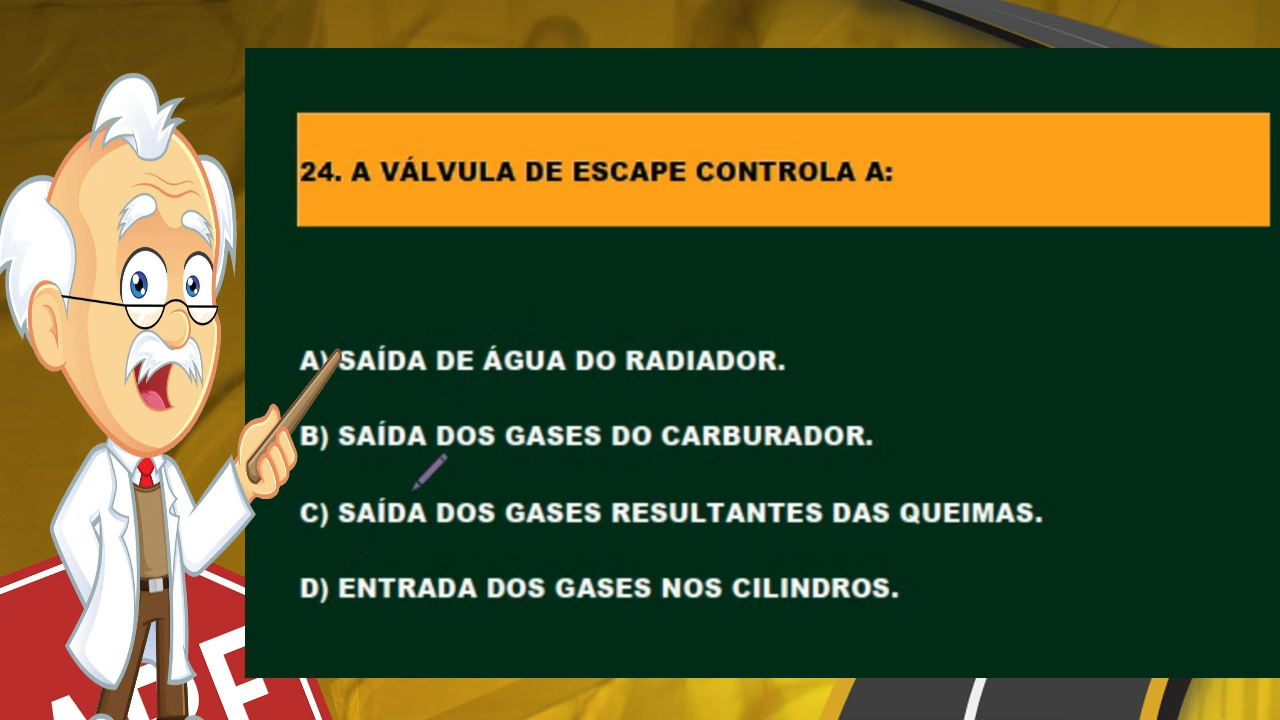 24. A VÁLVULA DE ESCAPE CONTROLA A:
A) SAÍDA DE ÁGUA DO RADIADOR.
B) SAÍDA DOS GASES DO CARBURADOR.
C) SAÍDA DOS GASES RESULTANTES DAS QUEIMAS.
D) ENTRADA DOS GASES NOS CILINDROS.